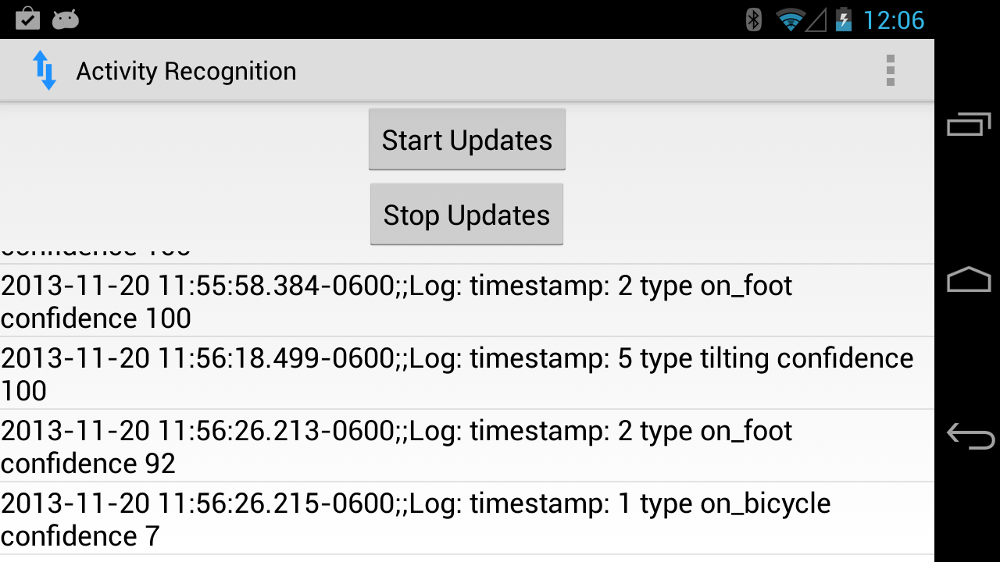 12:06
Activity Recognition
Start Updates
Stop Updates
confidence 100
2013-11-20 11:55:58.384-0600;;Log: timestamp: 2 type on_foot
confidence 100
2013-11-20 11:56:18.499-0600;;Log: timestamp: 5 type tilting confidence
100
2013-11-20 11:56:26.213-0600;;Log: timestamp: 2 type on_foot
confidence 92
2013-11-20 11:56:26.215-0600;;Log: timestamp: 1 type on_bicycle
confidence 7